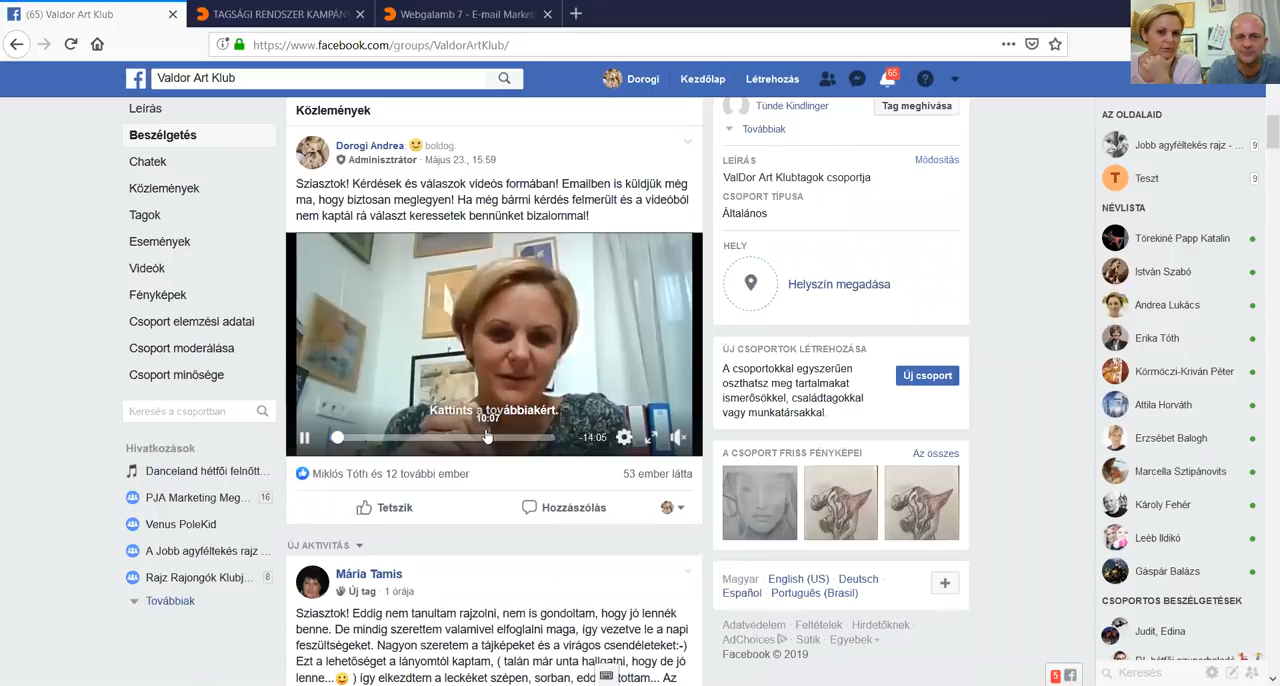 (65) Valdor Art Klub
TAGSÁGI RENDSZER KAMPÁN
Webgalamb 7 - E-mail Market
https://www.facebook.com/groups/ValdorArtKlub/
Valdor Art Klub
Dorogi
Kezdőlap
Létrehozás
65
Leírás
Beszélgetés
Chatek
Közlemények
Tagok
Események
Videók
Fényképek
Csoport elemzési adatai
Csoport moderálása
Csoport minősége
Keresés a csoportban
Hivatkozások
Danceland hétfői felnőtt...
PJA Marketing Meg... 16
Venus PoleKid
A Jobb agyféltekés rajz ...
Rajz Rajongók Klubj... 8
Továbbiak
Közlemények
Dorogi Andrea boldog.
Adminisztrátor · Május 23., 15:59
Sziasztok! Kérdések és válaszok videós formában! Emailben is küldjük még
ma, hogy biztosan meglegyen! Ha még bármi kérdés felmerült és a videóból
nem kaptál rá választ keressetek bennünket bizalommal!
Kattints a továbbiakért.
10:07
-14:05
Miklós Tóth és 12 további ember
53 ember látta
Tetszik
Hozzászólás
ÚJ AKTIVITÁS
Mária Tamis
Új tag · 1 órája
Sziasztok! Eddig nem tanultam rajzolni, nem is gondoltam, hogy jó lennék
benne. De mindig szerettem valamivel elfoglalni maga, így vezetve le a napi
feszültségeket. Nagyon szeretem a tájképeket és a virágos csendéleteket:-)
Ezt a lehetőséget a lányomtól kaptam, ( talán már unta hallgatni, hogy de jó
lenne... ) így elkezdtem a leckéket szépen, sorban,
Tünde Kindlinger
Tag meghívása
Továbbiak
LEÍRÁS
Módosítás
ValDor Art Klubtagok csoportja
CSOPORT TÍPUSA
Általános
HELY
Helyszín megadása
ÚJ CSOPORTOK LÉTREHOZÁSA
A csoportokkal egyszerűen
oszthatsz meg tartalmakat
ismerősökkel, családtagokkal
vagy munkatársakkal.
Új csoport
A CSOPORT FRISS FÉNYKÉPEI
Az összes
Magyar · English (US) · Deutsch ·
Español · Português (Brasil)
Adatvédelem · Feltételek · Hirdetőknek ·
AdChoices · Sütik · Egyebek
Facebook © 2019
AZ OLDALAID
Jobb agyféltekés rajz - ... 9
T Teszt 9
NÉVLISTA
Törekiné Papp Katalin
István Szabó
Andrea Lukács
Erika Tóth
Körmöczi-Kriván Péter
Attila Horváth
Erzsébet Balogh
Marcella Sztipánovits
Károly Fehér
Leéb Ildikó
Gáspár Balázs
CSOPORTOS BESZÉLGETÉSEK
Judit, Edina
Keresés
5